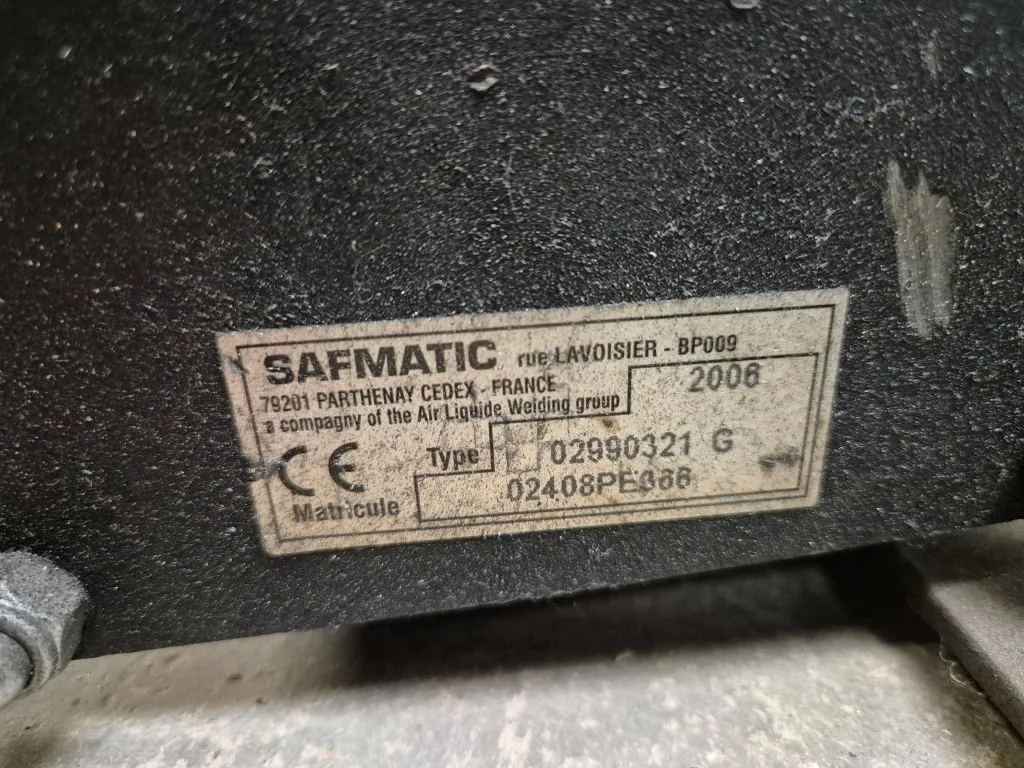 SAFMATIC rue LAVOISIER - BP009
79201 PARTHENAY CEDEX - FRANCE
a compagny of the Air Liquide Welding group
2006
CE Type 02990321 G
Matricule 02408PE066